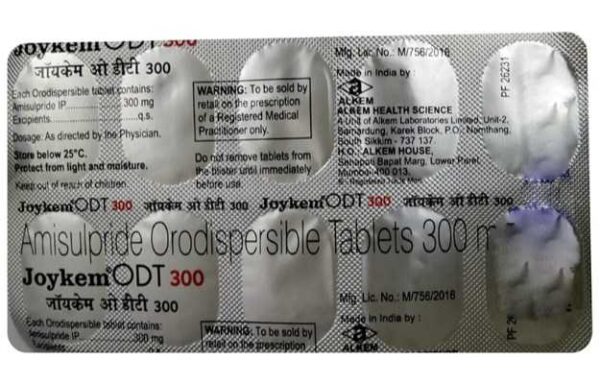 Joykem ODT 300
जॉयकेम ओ डीटी 300
Each Orodispersible tablet contains:
Amisulpride IP.................... 300 mg
Excipients.......................... q.s.
Dosage: As directed by the Physician.
Store below 25°C.
Protect from light and moisture.
Keep out of reach of children.
WARNING: To be sold by
retail on the prescription
of a Registered Medical
Practitioner only.
Do not remove tablets from
the blister until immediately
before use.
Mfg. Lic. No.: M/756/2016
Made in India by :
a
ALKEM
ALKEM HEALTH SCIENCE
A Unit of Alkem Laboratories Limited, Unit-2,
Samardung, Karek Block, P.O.: Namthang,
South Sikkim - 737 137.
H.O.: ALKEM HOUSE,
Senapati Bapat Marg, Lower Parel,
Mumbai - 400 013.
PF 26231
Joykem ODT 300 जॉयकेम ओ डीटी 300 Joykem ODT 300 जॉयकेम ओ डीटी 300
Amisulpride Orodispersible Tablets 300 m
Joykem® ODT 300
जॉयकेम ओ डीटी 300
Each Orodispersible tablet contains:
Amisulpride IP.................... 300 mg
WARNING: To be sold by
retail on the prescription
Mfg. Lic. No.: M/756/2016
Made in India by :
a
ALKEM
PF 26